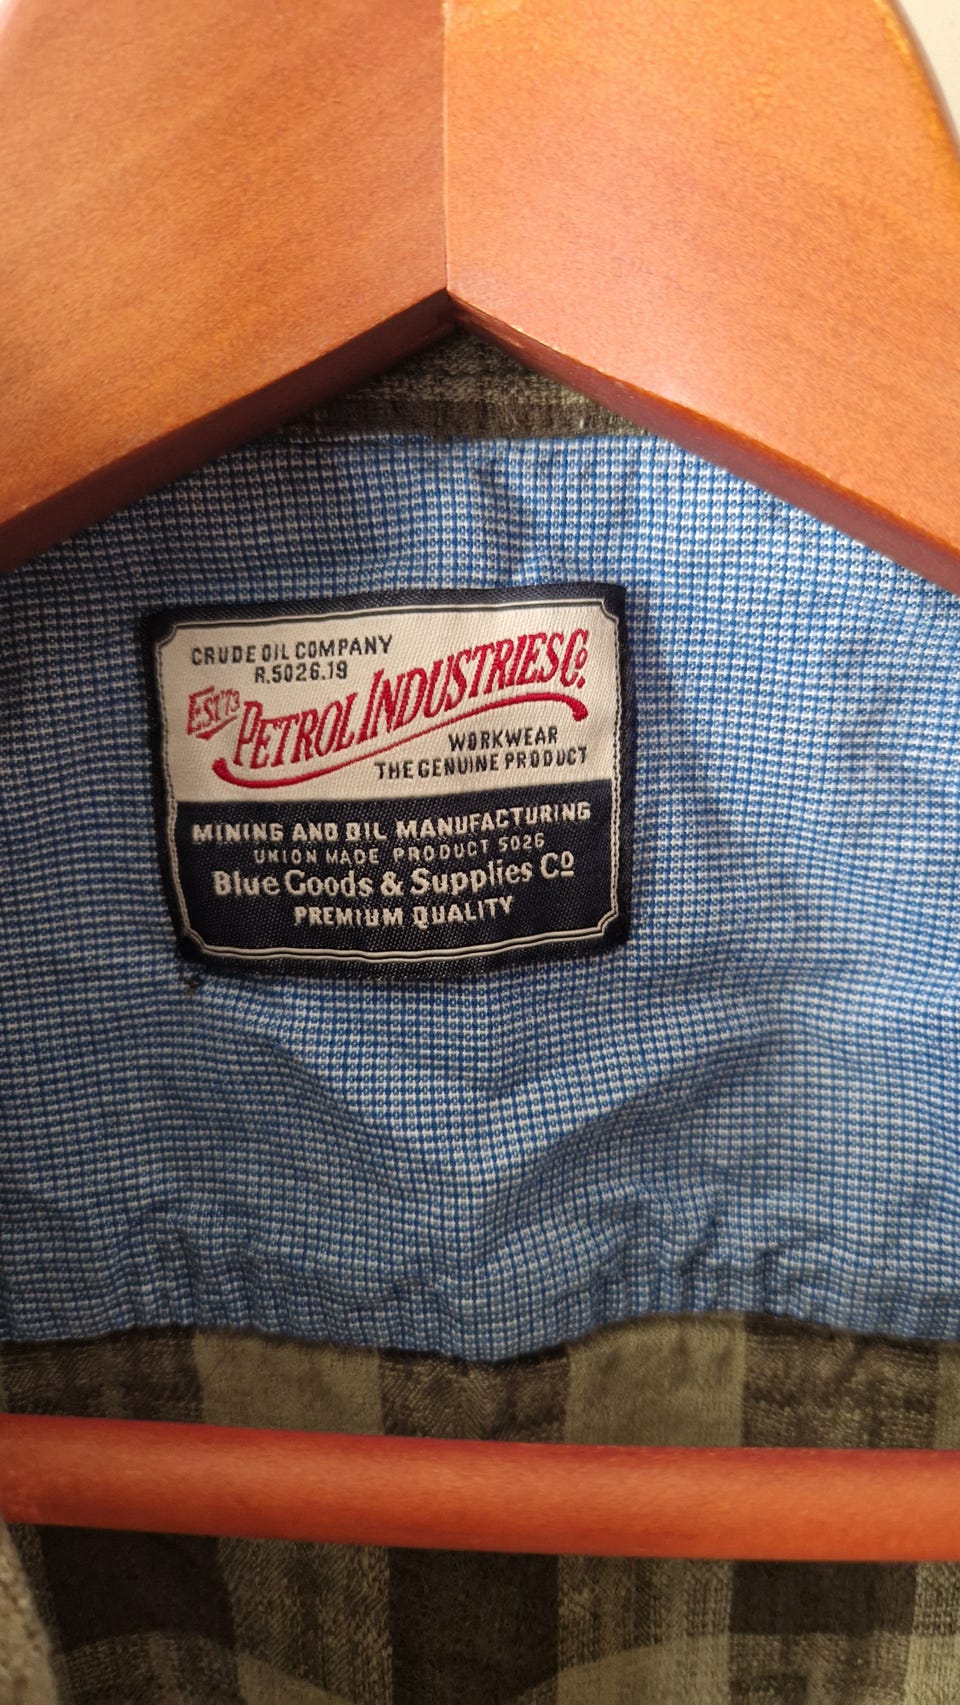 CRUDE OIL COMPANY
R.5026.19
EST'73 PETROL INDUSTRIES Co
WORKWEAR
THE GENUINE PRODUCT
MINING AND OIL MANUFACTURING
UNION MADE PRODUCT 5026
Blue Goods & Supplies Co
PREMIUM QUALITY